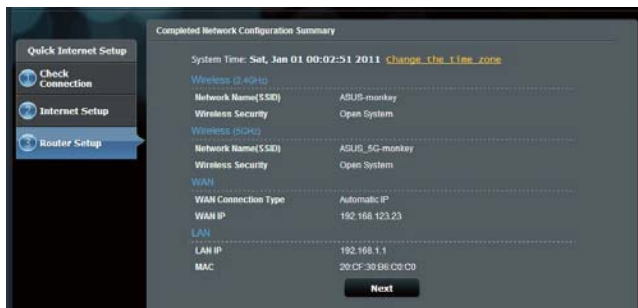 Completed Network Configuration Summary
Quick Internet Setup
1 Check Connection
2 Internet Setup
3 Router Setup
System Time: Sat, Jan 01 00:02:51 2011 Change the time zone
Wireless (2.4GHz)
Network Name(SSID) ASUS-monkey
Wireless Security Open System
Wireless (5GHz)
Network Name(SSID) ASUS_5G-monkey
Wireless Security Open System
WAN
WAN Connection Type Automatic IP
WAN IP 192.168.123.23
LAN
LAN IP 192.168.1.1
MAC 20:CF:30:B6:C0:C0
Next